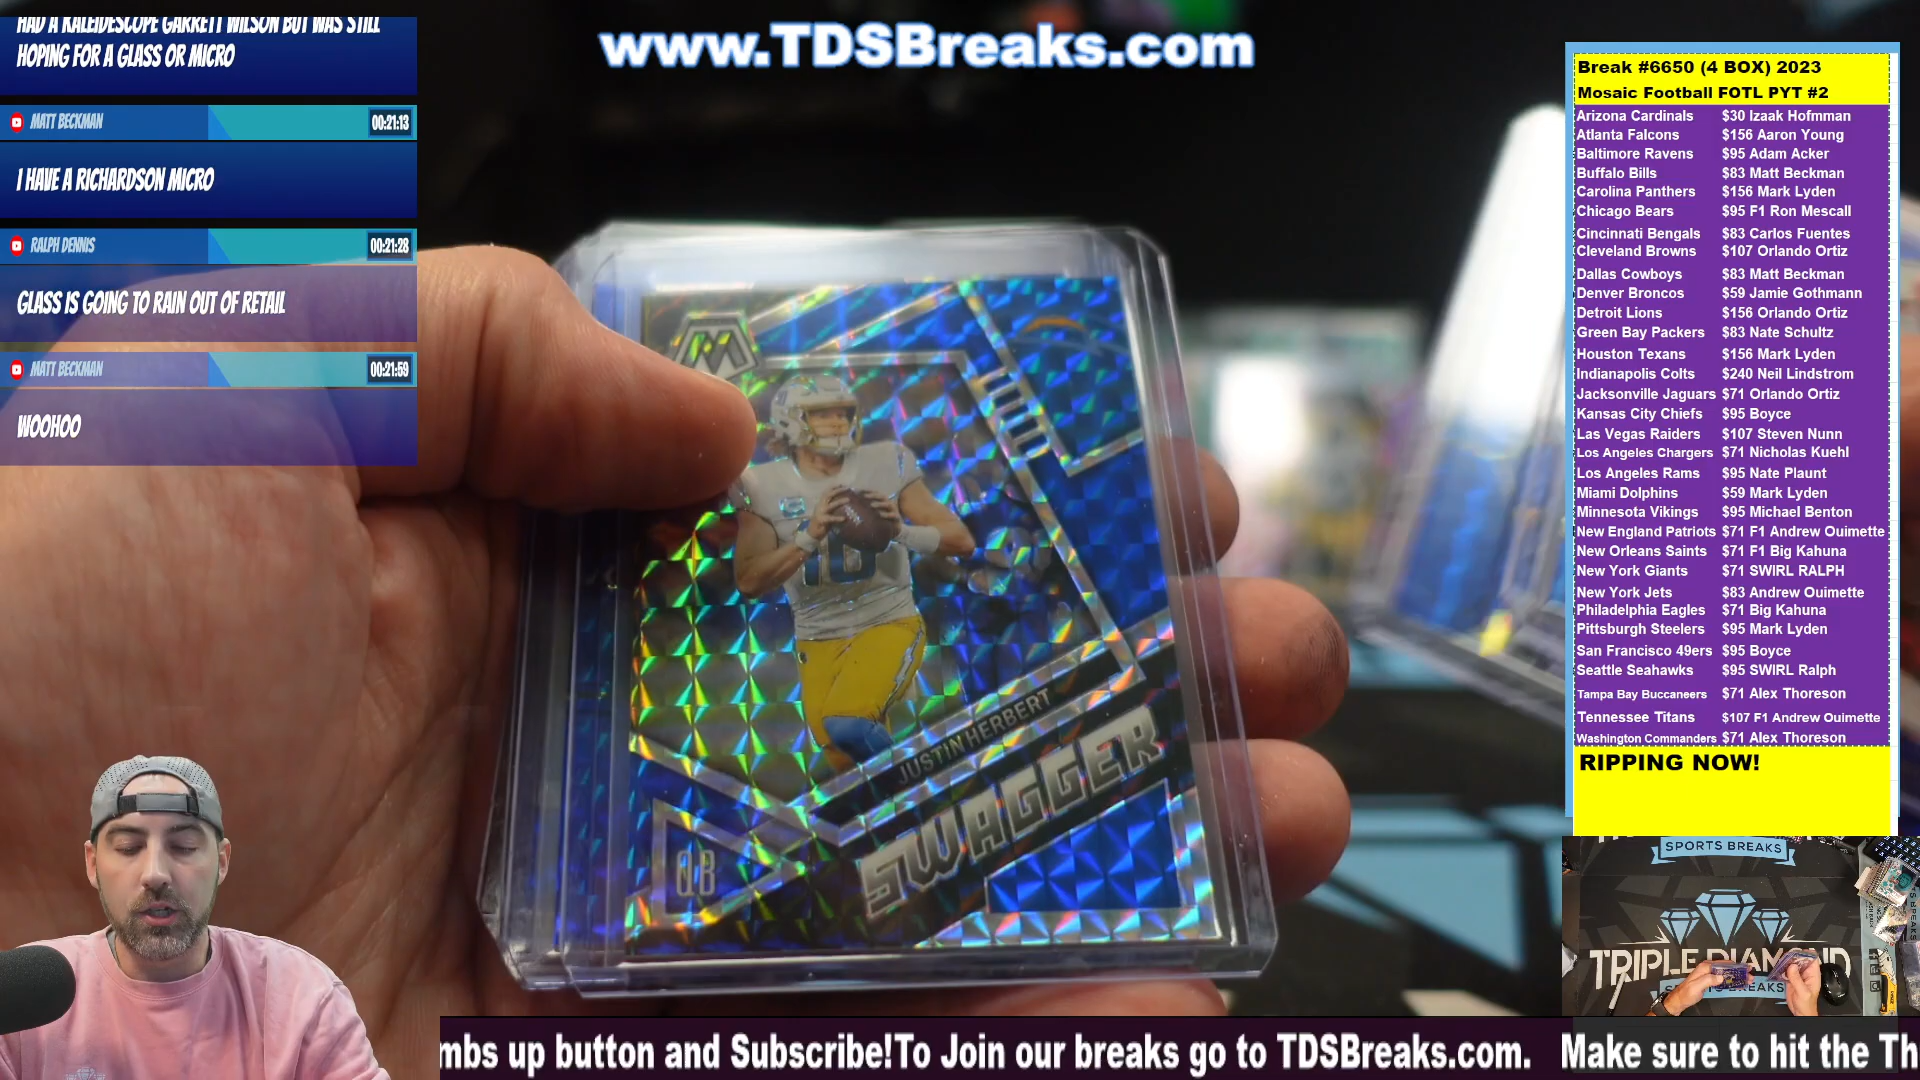 HAD A KALEIDESCOPE GARRETT WILSON BUT WAS STILL
HOPING FOR A GLASS OR MICRO
MATT BECKMAN 00:21:13
I HAVE A RICHARDSON MICRO
RALPH DENNIS 00:21:28
GLASS IS GOING TO RAIN OUT OF RETAIL
MATT BECKMAN 00:21:59
WOOHOO
www.TDSBreaks.com
JUSTIN HERBERT
SWAGGER
QB
10
Break #6650 (4 BOX) 2023
Mosaic Football FOTL PYT #2
Arizona Cardinals $30 Izaak Hofmman
Atlanta Falcons $156 Aaron Young
Baltimore Ravens $95 Adam Acker
Buffalo Bills $83 Matt Beckman
Carolina Panthers $156 Mark Lyden
Chicago Bears $95 F1 Ron Mescall
Cincinnati Bengals $83 Carlos Fuentes
Cleveland Browns $107 Orlando Ortiz
Dallas Cowboys $83 Matt Beckman
Denver Broncos $59 Jamie Gothmann
Detroit Lions $156 Orlando Ortiz
Green Bay Packers $83 Nate Schultz
Houston Texans $156 Mark Lyden
Indianapolis Colts $240 Neil Lindstrom
Jacksonville Jaguars $71 Orlando Ortiz
Kansas City Chiefs $95 Boyce
Las Vegas Raiders $107 Steven Nunn
Los Angeles Chargers $71 Nicholas Kuehl
Los Angeles Rams $95 Nate Plaunt
Miami Dolphins $59 Mark Lyden
Minnesota Vikings $95 Michael Benton
New England Patriots $71 F1 Andrew Ouimette
New Orleans Saints $71 F1 Big Kahuna
New York Giants $71 SWIRL RALPH
New York Jets $83 Andrew Ouimette
Philadelphia Eagles $71 Big Kahuna
Pittsburgh Steelers $95 Mark Lyden
San Francisco 49ers $95 Boyce
Seattle Seahawks $95 SWIRL Ralph
Tampa Bay Buccaneers $71 Alex Thoreson
Tennessee Titans $107 F1 Andrew Ouimette
Washington Commanders $71 Alex Thoreson
RIPPING NOW!
SPORTS BREAKS
TRIPLE DIAMOND
SPORTS BREAKS
mbs up button and Subscribe!To Join our breaks go to TDSBreaks.com. Make sure to hit the Th